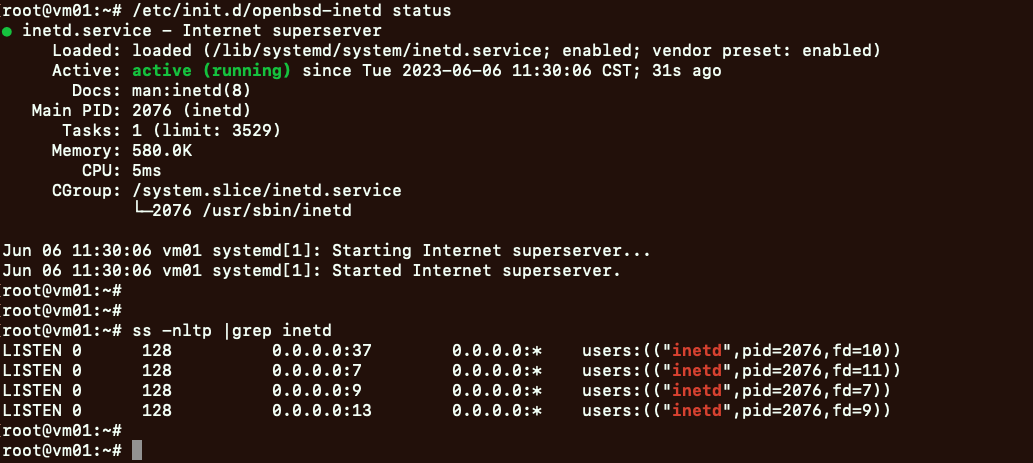 root@vm01:~# /etc/init.d/openbsd-inetd status
● inetd.service - Internet superserver
     Loaded: loaded (/lib/systemd/system/inetd.service; enabled; vendor preset: enabled)
     Active: active (running) since Tue 2023-06-06 11:30:06 CST; 31s ago
       Docs: man:inetd(8)
   Main PID: 2076 (inetd)
      Tasks: 1 (limit: 3529)
     Memory: 580.0K
        CPU: 5ms
     CGroup: /system.slice/inetd.service
             └─2076 /usr/sbin/inetd

Jun 06 11:30:06 vm01 systemd[1]: Starting Internet superserver...
Jun 06 11:30:06 vm01 systemd[1]: Started Internet superserver.
root@vm01:~#
root@vm01:~#
root@vm01:~# ss -nltp |grep inetd
LISTEN 0      128          0.0.0.0:37        0.0.0.0:*    users:(("inetd",pid=2076,fd=10))
LISTEN 0      128          0.0.0.0:7         0.0.0.0:*    users:(("inetd",pid=2076,fd=11))
LISTEN 0      128          0.0.0.0:9         0.0.0.0:*    users:(("inetd",pid=2076,fd=7))
LISTEN 0      128          0.0.0.0:13        0.0.0.0:*    users:(("inetd",pid=2076,fd=9))
root@vm01:~#
root@vm01:~#